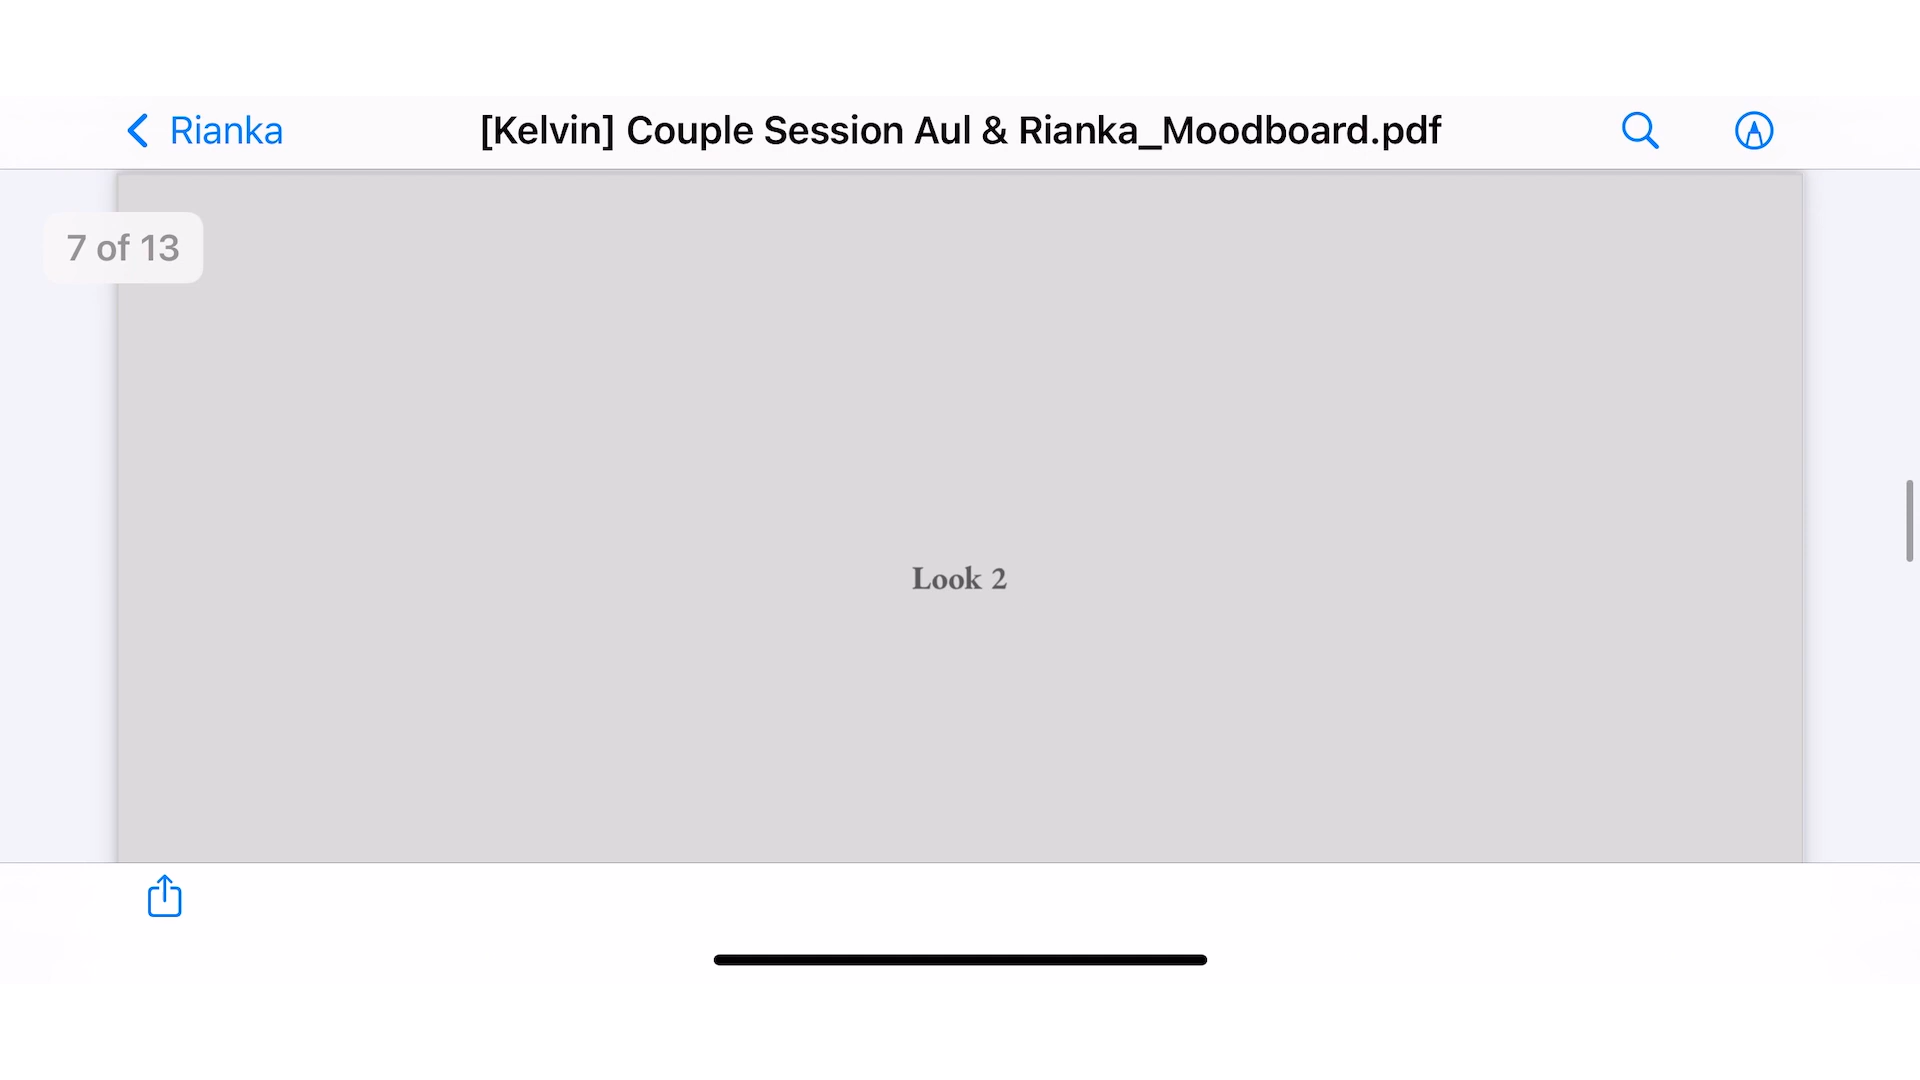 Rianka
[Kelvin] Couple Session Aul & Rianka_Moodboard.pdf
7 of 13
Look 2